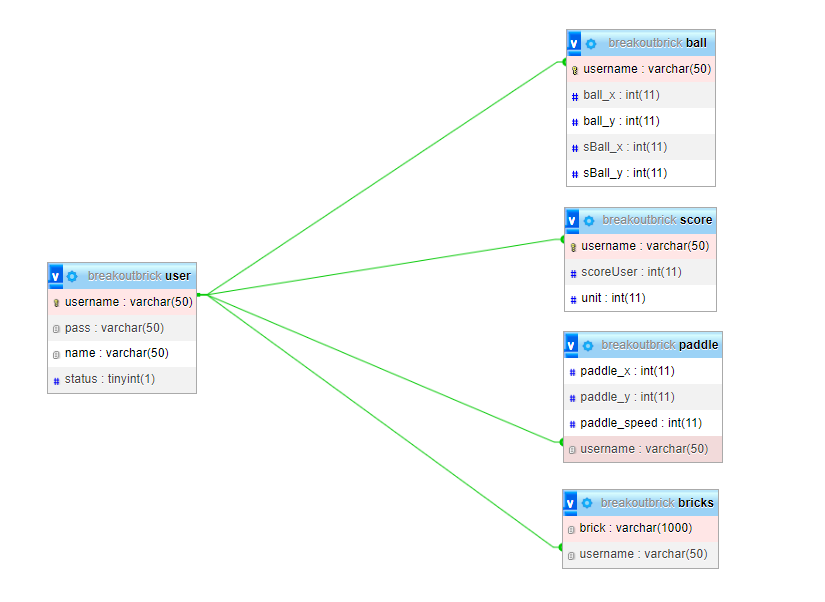 v breakoutbrick ball
username : varchar(50)
# ball_x : int(11)
# ball_y : int(11)
# sBall_x : int(11)
# sBall_y : int(11)
v breakoutbrick score
username : varchar(50)
# scoreUser : int(11)
# unit : int(11)
v breakoutbrick user
username : varchar(50)
pass : varchar(50)
name : varchar(50)
# status : tinyint(1)
v breakoutbrick paddle
# paddle_x : int(11)
# paddle_y : int(11)
# paddle_speed : int(11)
username : varchar(50)
v breakoutbrick bricks
brick : varchar(1000)
username : varchar(50)